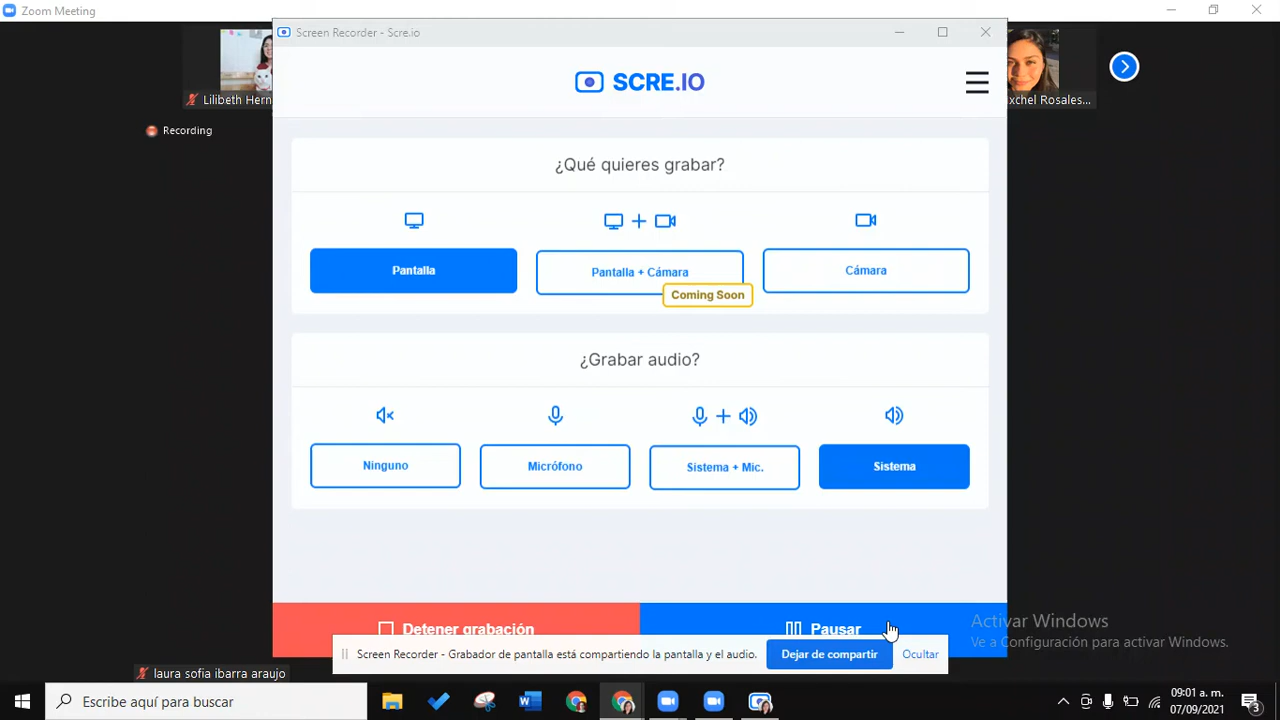 Zoom Meeting
Screen Recorder - Scre.io
SCRE.IO
Lilibeth Hern
xchel Rosales...
Recording
¿Qué quieres grabar?
Pantalla
Pantalla + Cámara
Cámara
Coming Soon
¿Grabar audio?
Ninguno
Micrófono
Sistema + Mic.
Sistema
Detener grabación
Pausar
Activar Windows
Ve a Configuración para activar Windows.
Screen Recorder - Grabador de pantalla está compartiendo la pantalla y el audio.
Dejar de compartir
Ocultar
laura sofia ibarra araujo
Escribe aquí para buscar
09:01 a. m.
07/09/2021
3